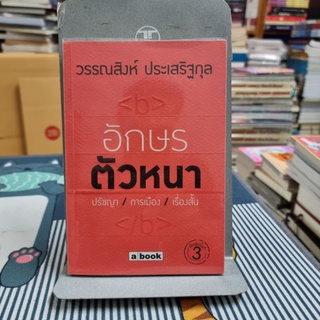 วรรณสิงห์ ประเสริฐกุล
<b>
อักษร
ตัวหนา
ปรัชญา / การเมือง / เรื่องสั้น
</b>
a book
3